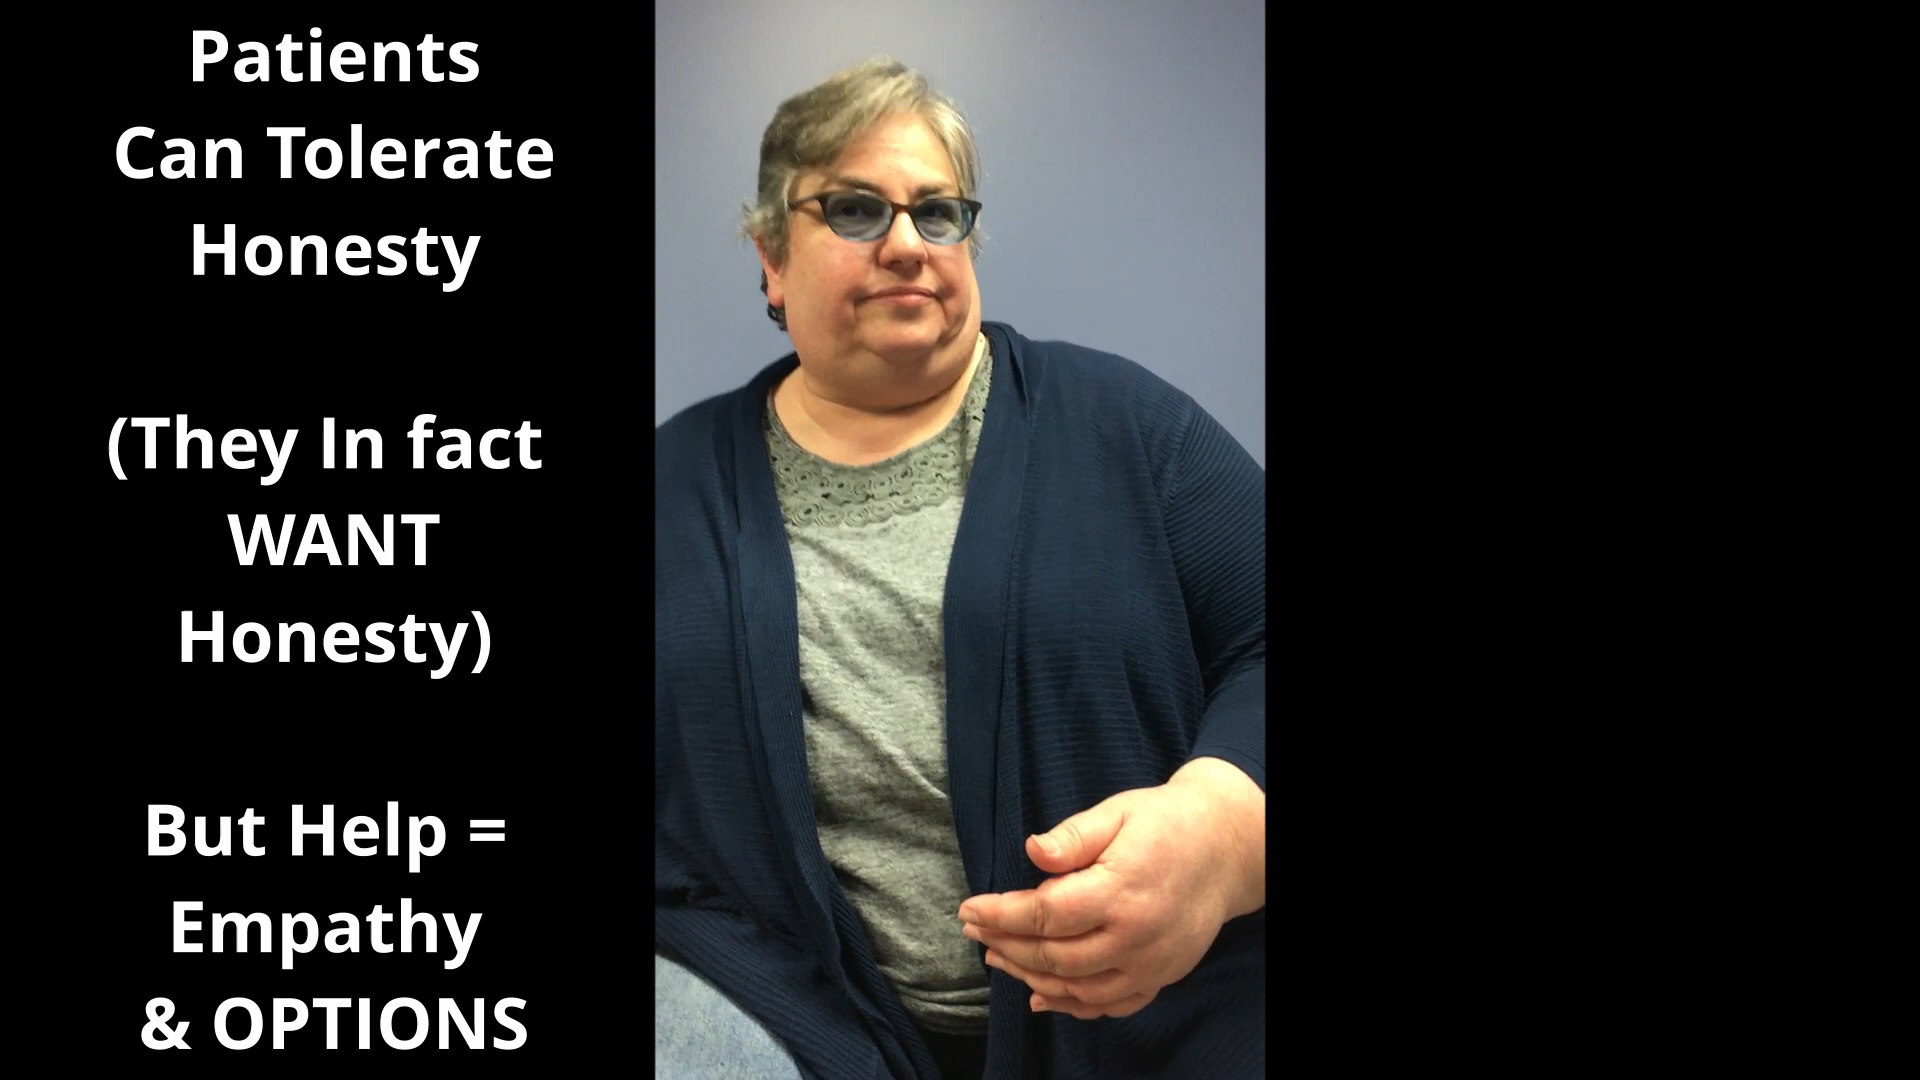 Patients
Can Tolerate
Honesty
(They In fact
WANT
Honesty)
But Help =
Empathy
& OPTIONS